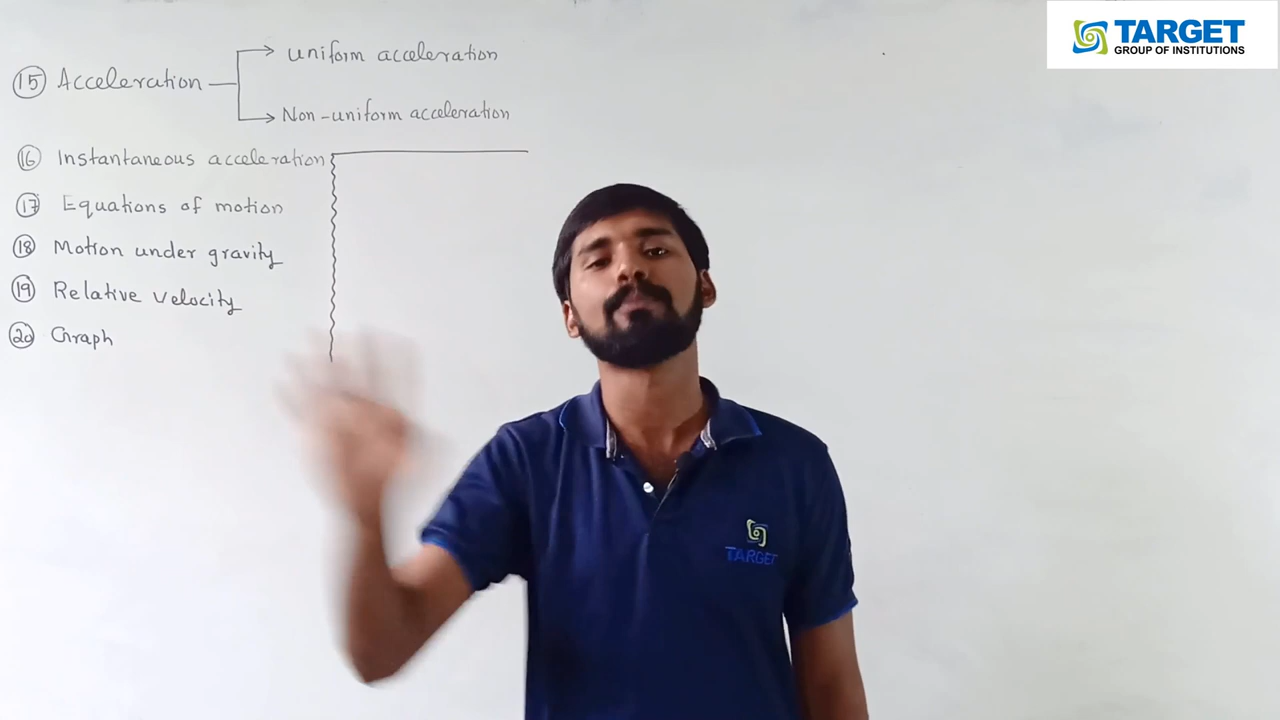 TARGET
GROUP OF INSTITUTIONS
uniform acceleration
15 Acceleration
Non-uniform acceleration
16 Instantaneous acceleration
17 Equations of motion
18 Motion under gravity
19 Relative velocity
20 Graph
TARGET